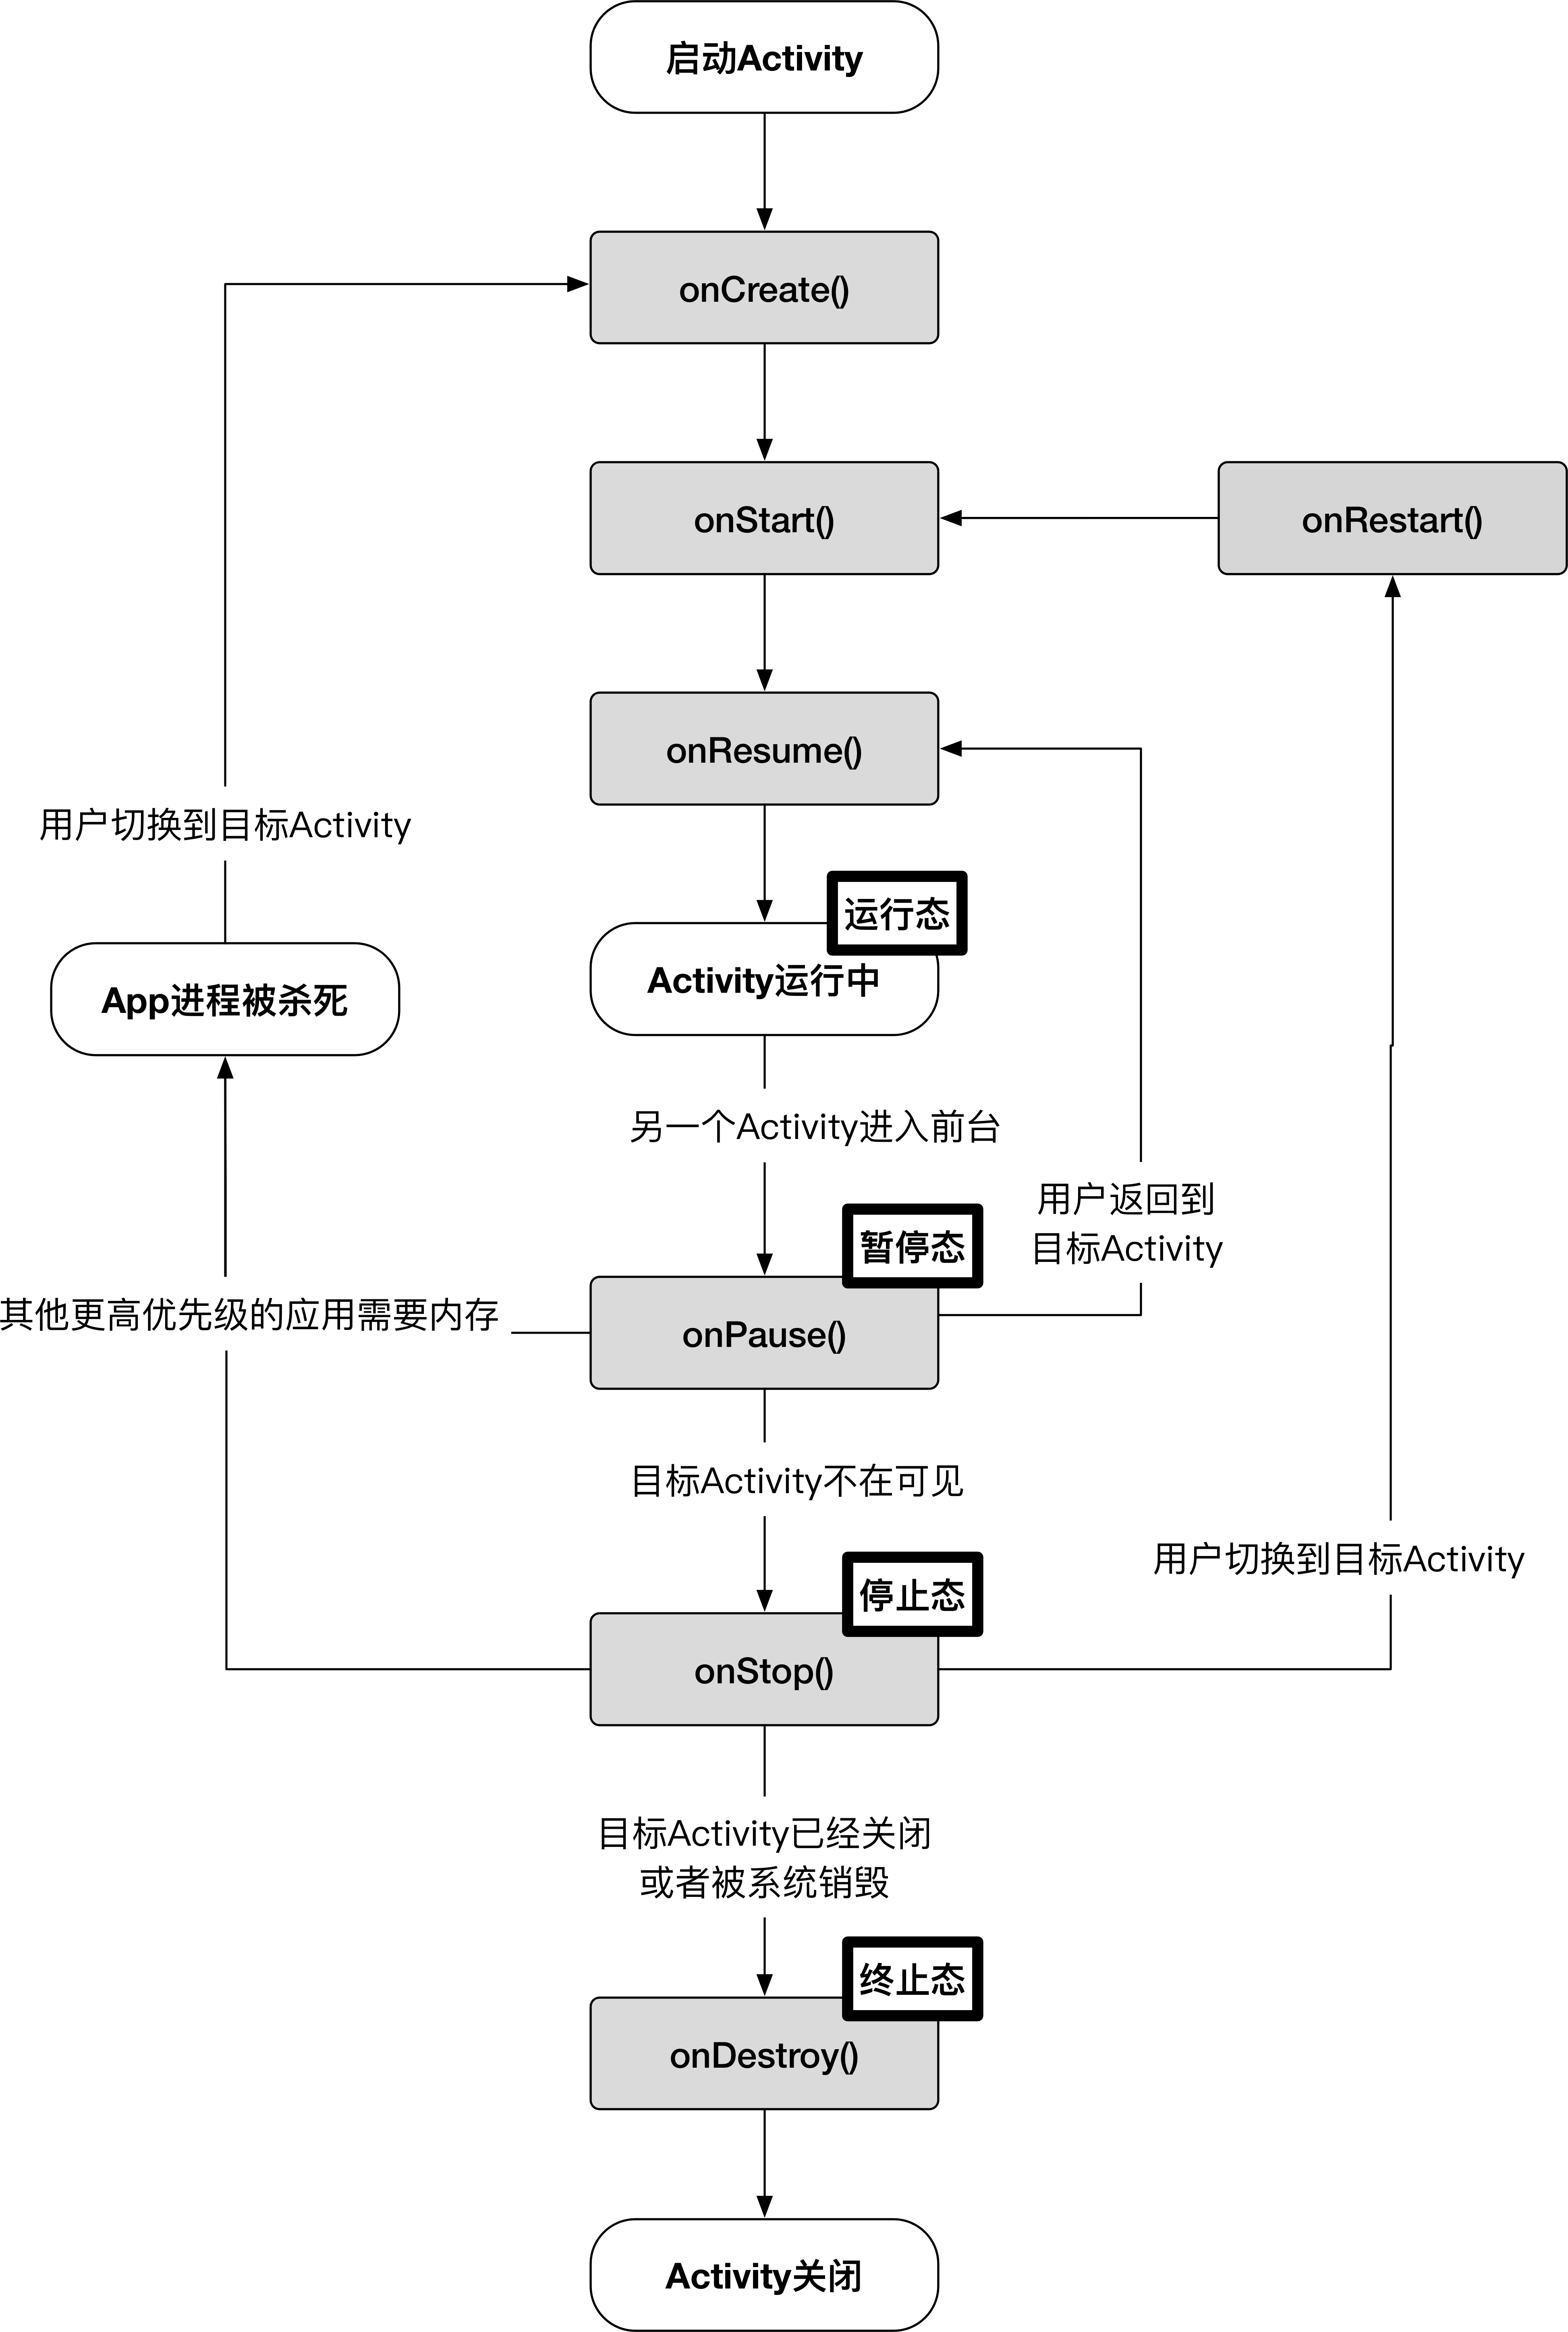 启动Activity
onCreate()
onStart()
onRestart()
onResume()
用户切换到目标Activity
运行态
Activity运行中
App进程被杀死
另一个Activity进入前台
用户返回到
目标Activity
暂停态
其他更高优先级的应用需要内存
onPause()
目标Activity不在可见
用户切换到目标Activity
停止态
onStop()
目标Activity已经关闭
或者被系统销毁
终止态
onDestroy()
Activity关闭